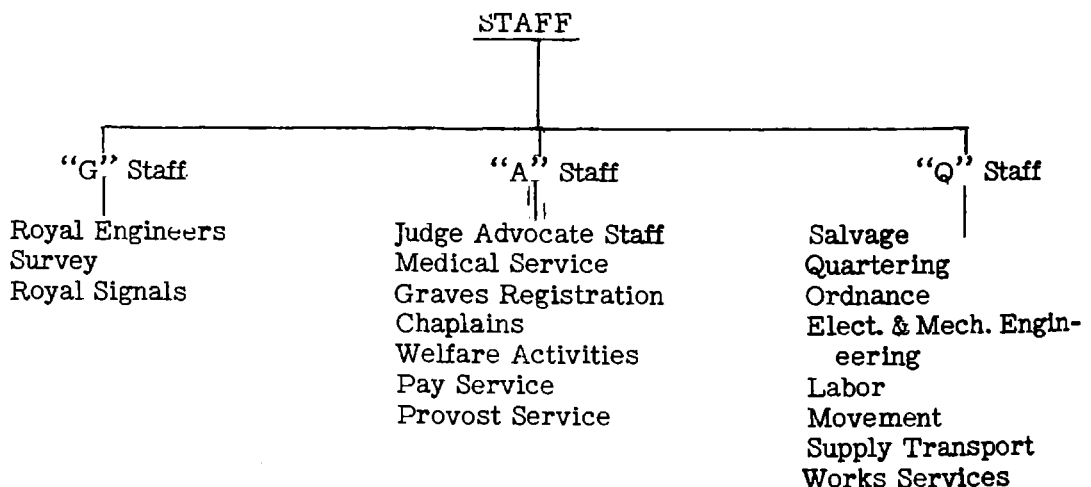 STAFF
“G” Staff
“A” Staff
“Q” Staff
Royal Engineers
Survey
Royal Signals
Judge Advocate Staff
Medical Service
Graves Registration
Chaplains
Welfare Activities
Pay Service
Provost Service
Salvage
Quartering
Ordnance
Elect. & Mech. Engin-
eering
Labor
Movement
Supply Transport
Works Services